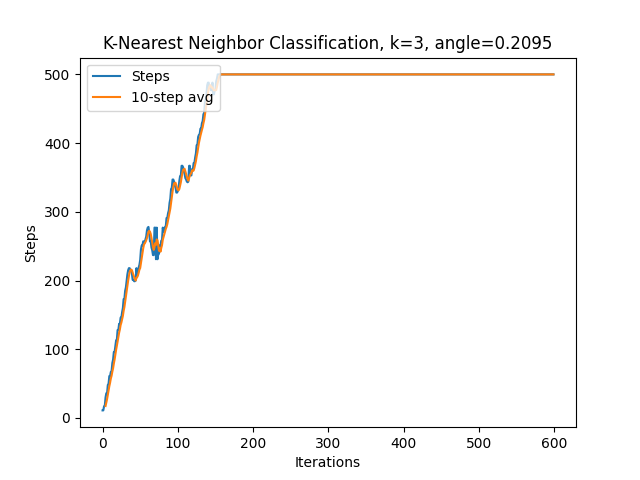 K-Nearest Neighbor Classification, k=3, angle=0.2095
Steps
10-step avg
500
400
300
200
100
0
Steps
0 100 200 300 400 500 600
Iterations